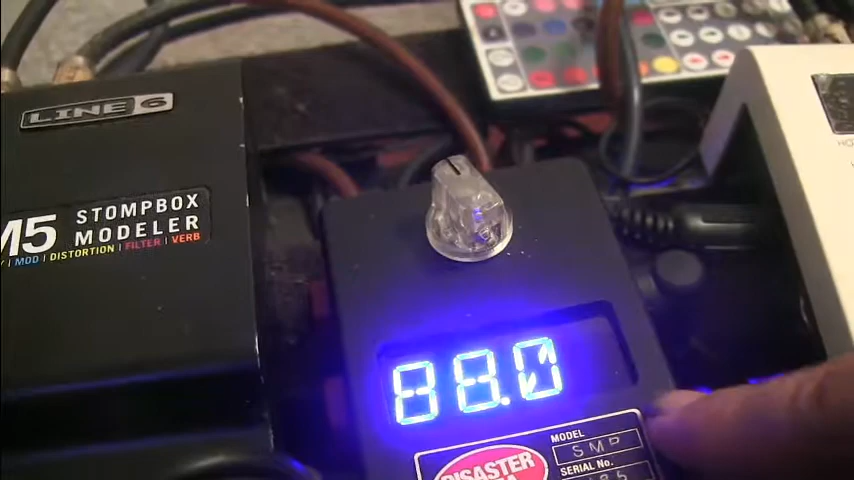 LINE 6
M5
STOMPBOX
MODELER
MOD | DISTORTION | FILTER | VERB
88.0
MODEL
SMP
SERIAL No.
DISASTER